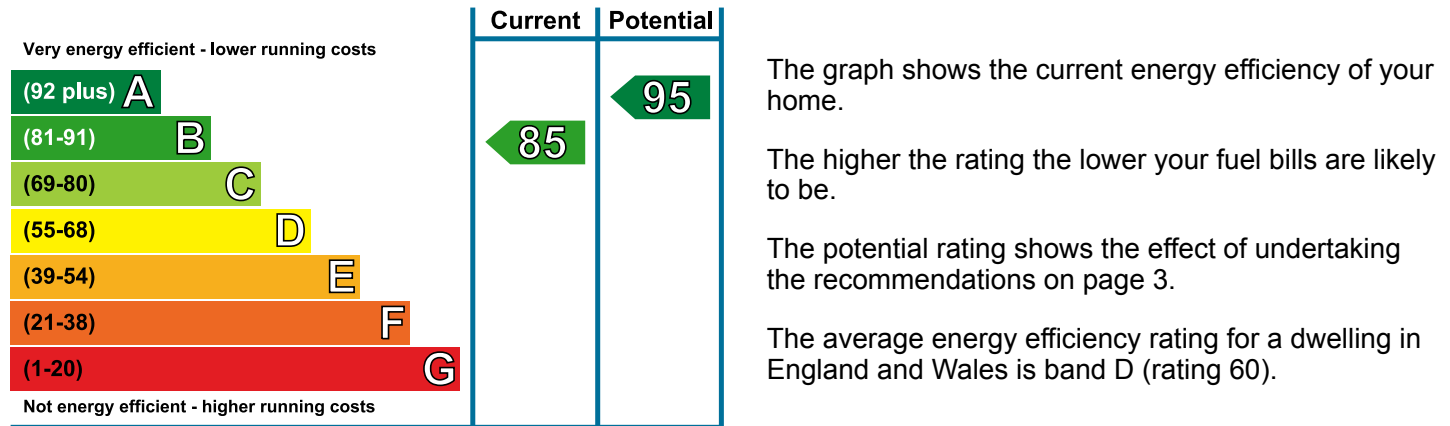 Current Potential
Very energy efficient - lower running costs
(92 plus) A
95
(81-91) B
85
(69-80) C
(55-68) D
(39-54) E
(21-38) F
(1-20) G
Not energy efficient - higher running costs
The graph shows the current energy efficiency of your
home.
The higher the rating the lower your fuel bills are likely
to be.
The potential rating shows the effect of undertaking
the recommendations on page 3.
The average energy efficiency rating for a dwelling in
England and Wales is band D (rating 60).